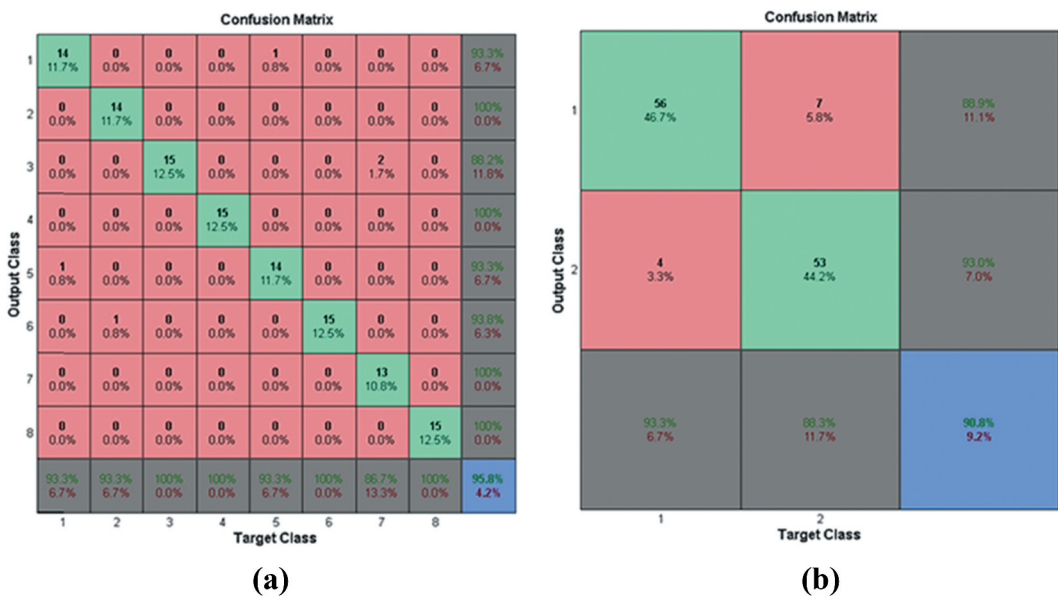 Confusion Matrix
1 14 0 0 0 1 0 0 0 93.3%
11.7% 0.0% 0.0% 0.0% 0.8% 0.0% 0.0% 0.0% 6.7%
2 0 14 0 0 0 0 0 0 100%
0.0% 11.7% 0.0% 0.0% 0.0% 0.0% 0.0% 0.0% 0.0%
3 0 0 15 0 0 0 2 0 88.2%
0.0% 0.0% 12.5% 0.0% 0.0% 0.0% 1.7% 0.0% 11.8%
4 0 0 0 15 0 0 0 0 100%
0.0% 0.0% 0.0% 12.5% 0.0% 0.0% 0.0% 0.0% 0.0%
5 1 0 0 0 14 0 0 0 93.3%
0.8% 0.0% 0.0% 0.0% 11.7% 0.0% 0.0% 0.0% 6.7%
6 0 1 0 0 0 15 0 0 93.8%
0.0% 0.8% 0.0% 0.0% 0.0% 12.5% 0.0% 0.0% 6.3%
7 0 0 0 0 0 0 13 0 100%
0.0% 0.0% 0.0% 0.0% 0.0% 0.0% 10.8% 0.0% 0.0%
8 0 0 0 0 0 0 0 15 100%
0.0% 0.0% 0.0% 0.0% 0.0% 0.0% 0.0% 12.5% 0.0%
93.3% 93.3% 100% 100% 93.3% 100% 86.7% 100% 95.8%
6.7% 6.7% 0.0% 0.0% 6.7% 0.0% 13.3% 0.0% 4.2%
1 2 3 4 5 6 7 8
Output Class
Target Class
(a)
Confusion Matrix
1 56 7 88.9%
46.7% 5.8% 11.1%
2 4 53 93.0%
3.3% 44.2% 7.0%
93.3% 88.3% 90.8%
6.7% 11.7% 9.2%
1 2
Output Class
Target Class
(b)